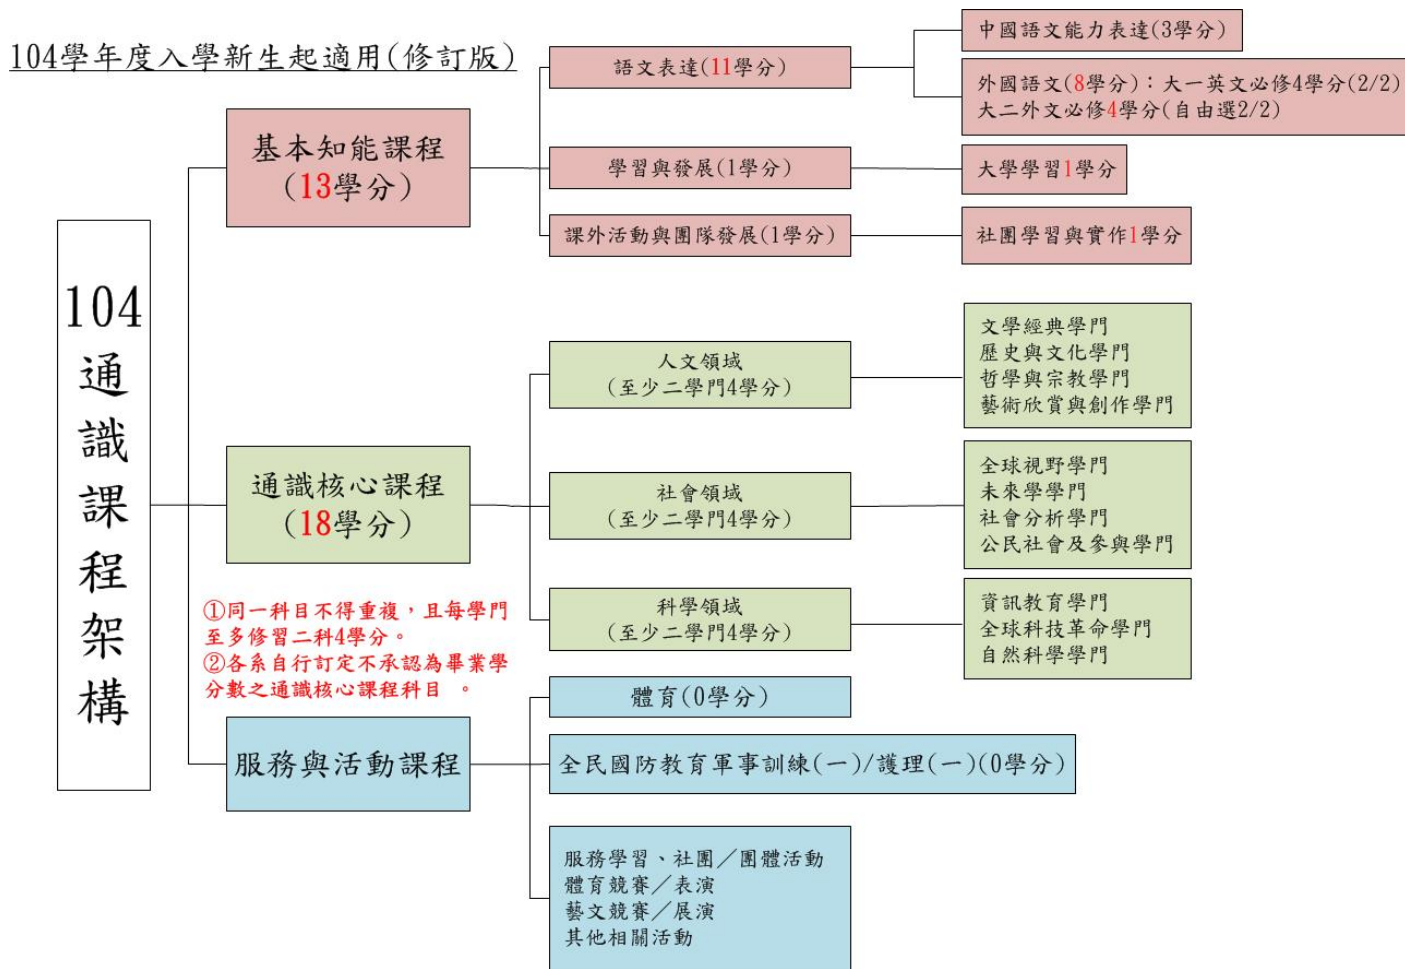 104學年度入學新生起適用(修訂版)
104
通
識
課
程
架
構
基本知能課程
(13學分)
語文表達(11學分)
中國語文能力表達(3學分)
外國語文(8學分)：大一英文必修4學分(2/2)
大二外文必修4學分(自由選2/2)
學習與發展(1學分)
大學學習1學分
課外活動與團隊發展(1學分)
社團學習與實作1學分
通識核心課程
(18學分)
人文領域
(至少二學門4學分)
文學經典學門
歷史與文化學門
哲學與宗教學門
藝術欣賞與創作學門
社會領域
(至少二學門4學分)
全球視野學門
未來學學門
社會分析學門
公民社會及參與學門
科學領域
(至少二學門4學分)
資訊教育學門
全球科技革命學門
自然科學學門
①同一科目不得重複，且每學門
至多修習二科4學分。
②各系自行訂定不承認為畢業學
分數之通識核心課程科目 。
服務與活動課程
體育(0學分)
全民國防教育軍事訓練(一)/護理(一)(0學分)
服務學習、社團／團體活動
體育競賽／表演
藝文競賽／展演
其他相關活動